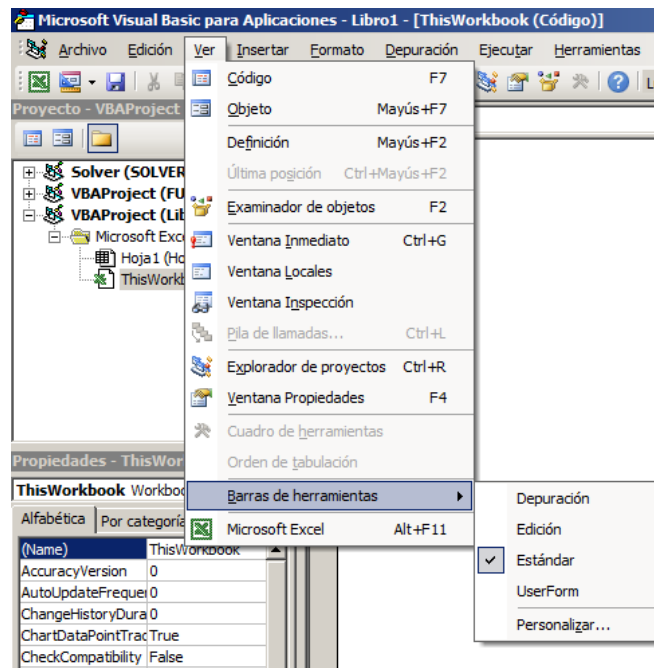 Microsoft Visual Basic para Aplicaciones - Libro1 - [ThisWorkbook (Código)]
Archivo Edición Ver Insertar Formato Depuración Ejecutar Herramientas
Proyecto - VBAProject
Solver (SOLVER
VBAProject (FU
VBAProject (Lib
Microsoft Exce
Hoja1 (Ho
ThisWorkb
Código F7
Objeto Mayús+F7
Definición Mayús+F2
Última posición Ctrl+Mayús+F2
Examinador de objetos F2
Ventana Inmediato Ctrl+G
Ventana Locales
Ventana Inspección
Pila de llamadas... Ctrl+L
Explorador de proyectos Ctrl+R
Ventana Propiedades F4
Cuadro de herramientas
Orden de tabulación
Barras de herramientas
Microsoft Excel Alt+F11
Depuración
Edición
Estándar
UserForm
Personalizar...
Propiedades - ThisWor
ThisWorkbook Workboo
Alfabética Por categoría
(Name) ThisWorkbook
AccuracyVersion 0
AutoUpdateFrequen 0
ChangeHistoryDura 0
ChartDataPointTrac True
CheckCompatibility False